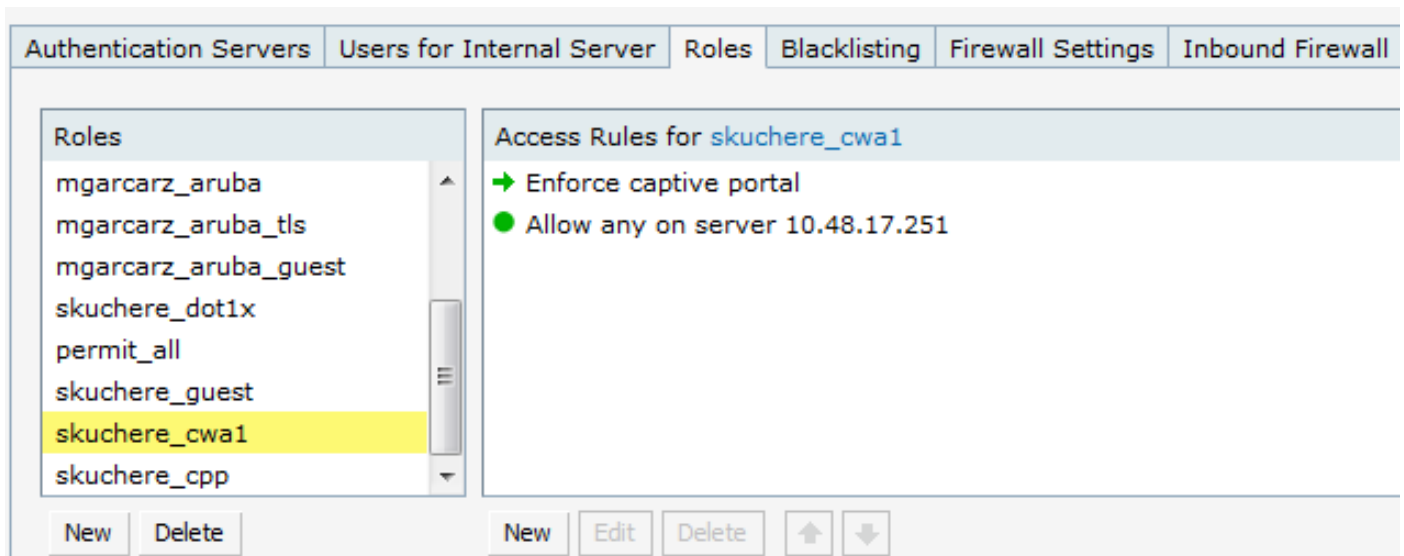 Authentication Servers Users for Internal Server Roles Blacklisting Firewall Settings Inbound Firewall
Roles
mgarcarz_aruba
mgarcarz_aruba_tls
mgarcarz_aruba_guest
skuchere_dot1x
permit_all
skuchere_guest
skuchere_cwa1
skuchere_cpp
New Delete
Access Rules for skuchere_cwa1
Enforce captive portal
Allow any on server 10.48.17.251
New Edit Delete